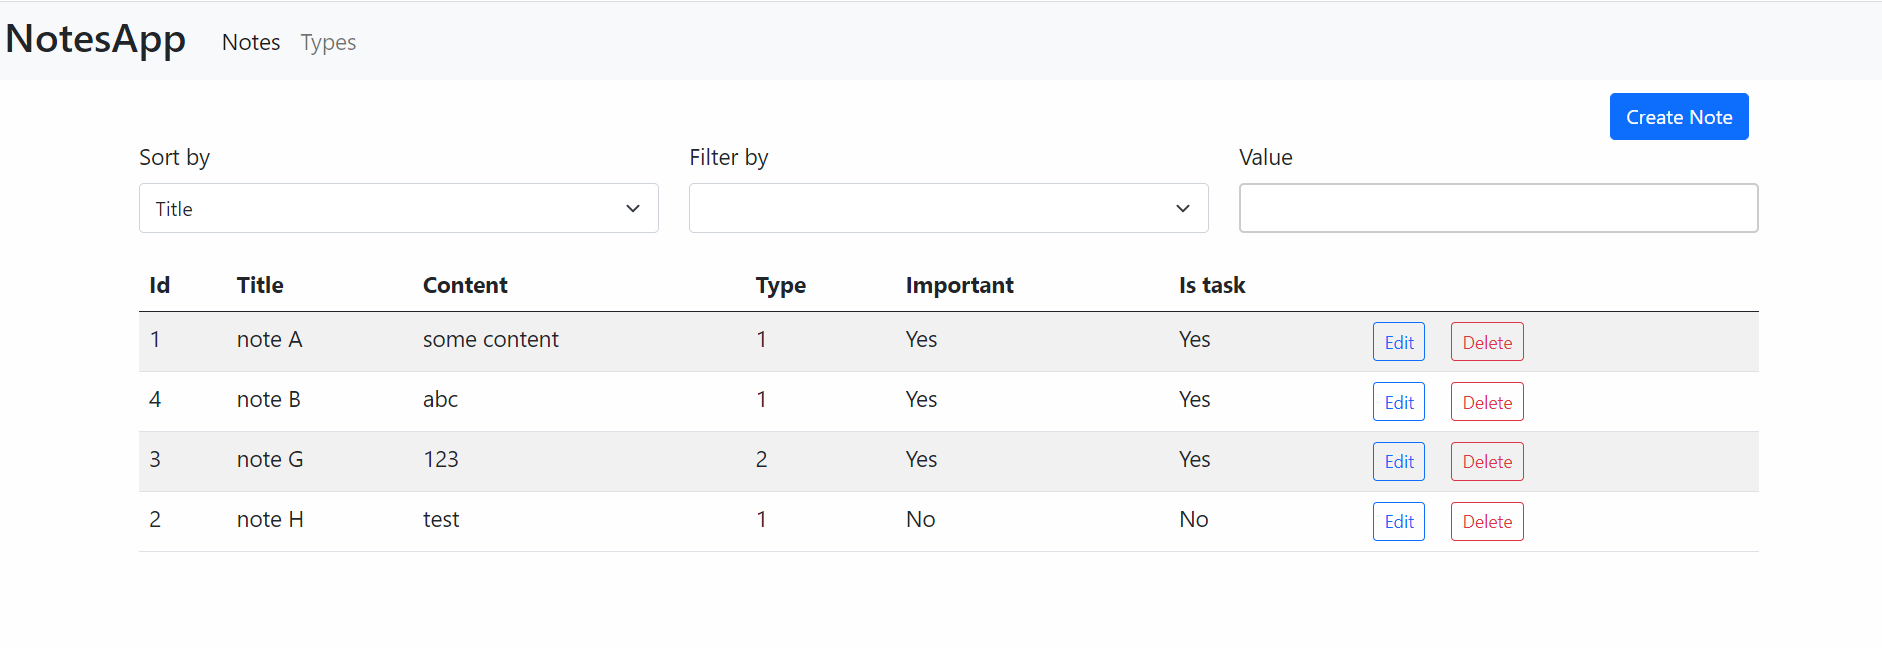 NotesApp Notes Types
Create Note
Sort by Filter by Value
Title
Id Title Content Type Important Is task
1 note A some content 1 Yes Yes Edit Delete
4 note B abc 1 Yes Yes Edit Delete
3 note G 123 2 Yes Yes Edit Delete
2 note H test 1 No No Edit Delete